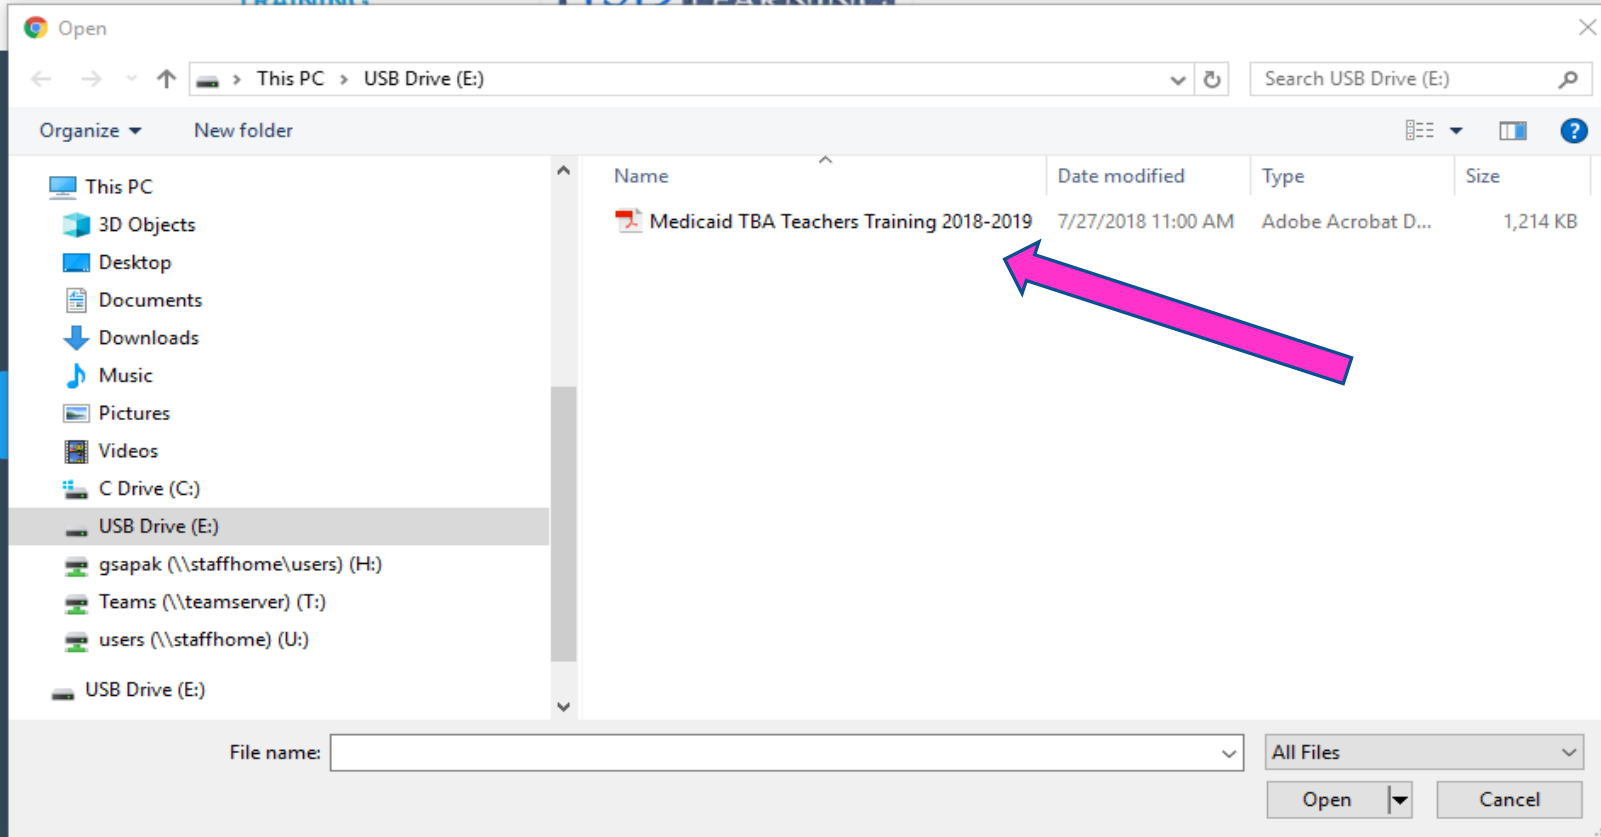 TRAINING
LEARNING
Open
This PC > USB Drive (E:)
Search USB Drive (E:)
Organize
New folder
?
This PC
3D Objects
Desktop
Documents
Downloads
Music
Pictures
Videos
C Drive (C:)
USB Drive (E:)
gsapak (\\staffhome\users) (H:)
Teams (\\teamserver) (T:)
users (\\staffhome) (U:)
USB Drive (E:)
Name
Date modified
Type
Size
Medicaid TBA Teachers Training 2018-2019
7/27/2018 11:00 AM
Adobe Acrobat D...
1,214 KB
File name:
All Files
Open
Cancel